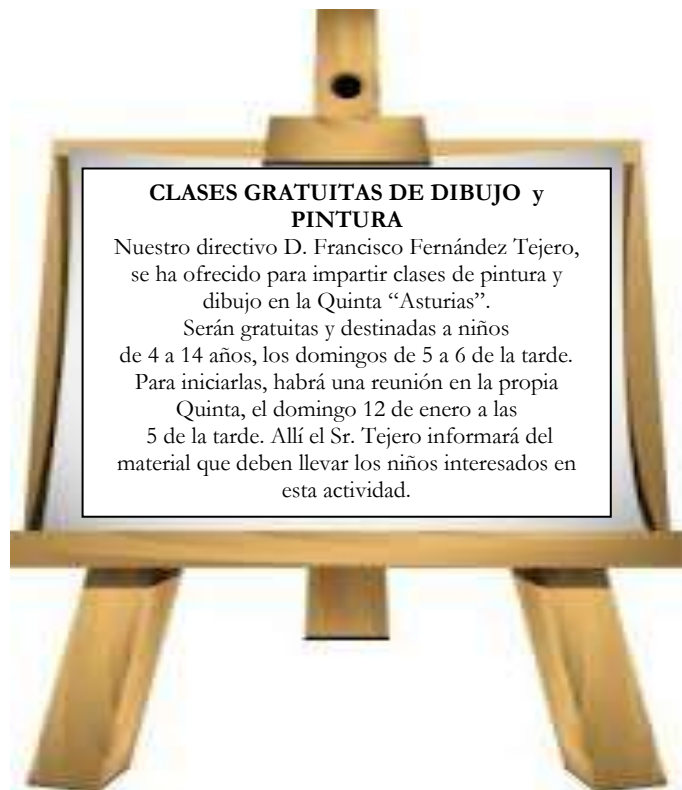 CLASES GRATUITAS DE DIBUJO y
PINTURA
Nuestro directivo D. Francisco Fernández Tejero,
se ha ofrecido para impartir clases de pintura y
dibujo en la Quinta “Asturias”.
Serán gratuitas y destinadas a niños
de 4 a 14 años, los domingos de 5 a 6 de la tarde.
Para iniciarlas, habrá una reunión en la propia
Quinta, el domingo 12 de enero a las
5 de la tarde. Allí el Sr. Tejero informará del
material que deben llevar los niños interesados en
esta actividad.